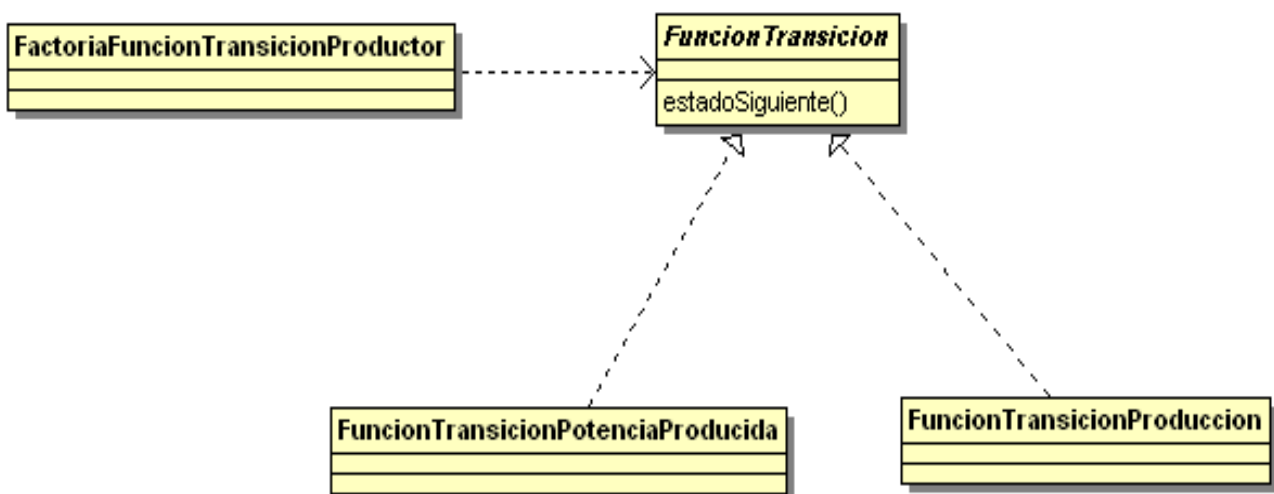 FactoriaFuncionTransicionProductor
FuncionTransicion
estadoSiguiente()
FuncionTransicionPotenciaProducida
FuncionTransicionProduccion